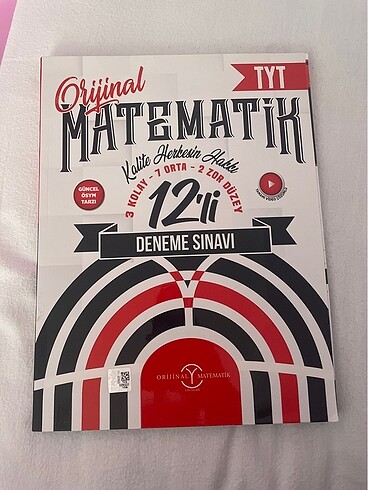 TYT
Orijinal
MATEMATİK
Kalite Herkesin Hakkı
3 KOLAY - 7 ORTA - 2 ZOR DÜZEY
GÜNCEL
ÖSYM
TARZI
12'li
DENEME SINAVI
ORİJİNAL MATEMATİK